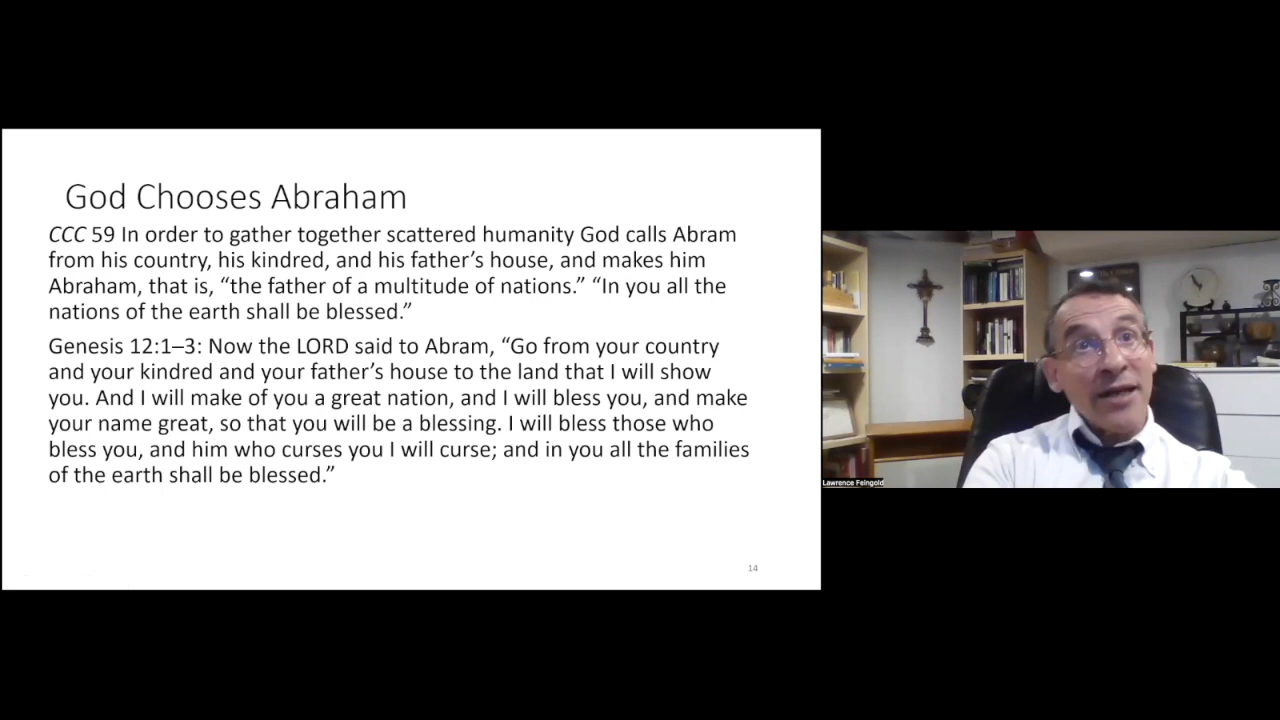 God Chooses Abraham
CCC 59 In order to gather together scattered humanity God calls Abram
from his country, his kindred, and his father’s house, and makes him
Abraham, that is, “the father of a multitude of nations.” “In you all the
nations of the earth shall be blessed.”
Genesis 12:1–3: Now the LORD said to Abram, “Go from your country
and your kindred and your father’s house to the land that I will show
you. And I will make of you a great nation, and I will bless you, and make
your name great, so that you will be a blessing. I will bless those who
bless you, and him who curses you I will curse; and in you all the families
of the earth shall be blessed.”
14
Lawrence Feingold